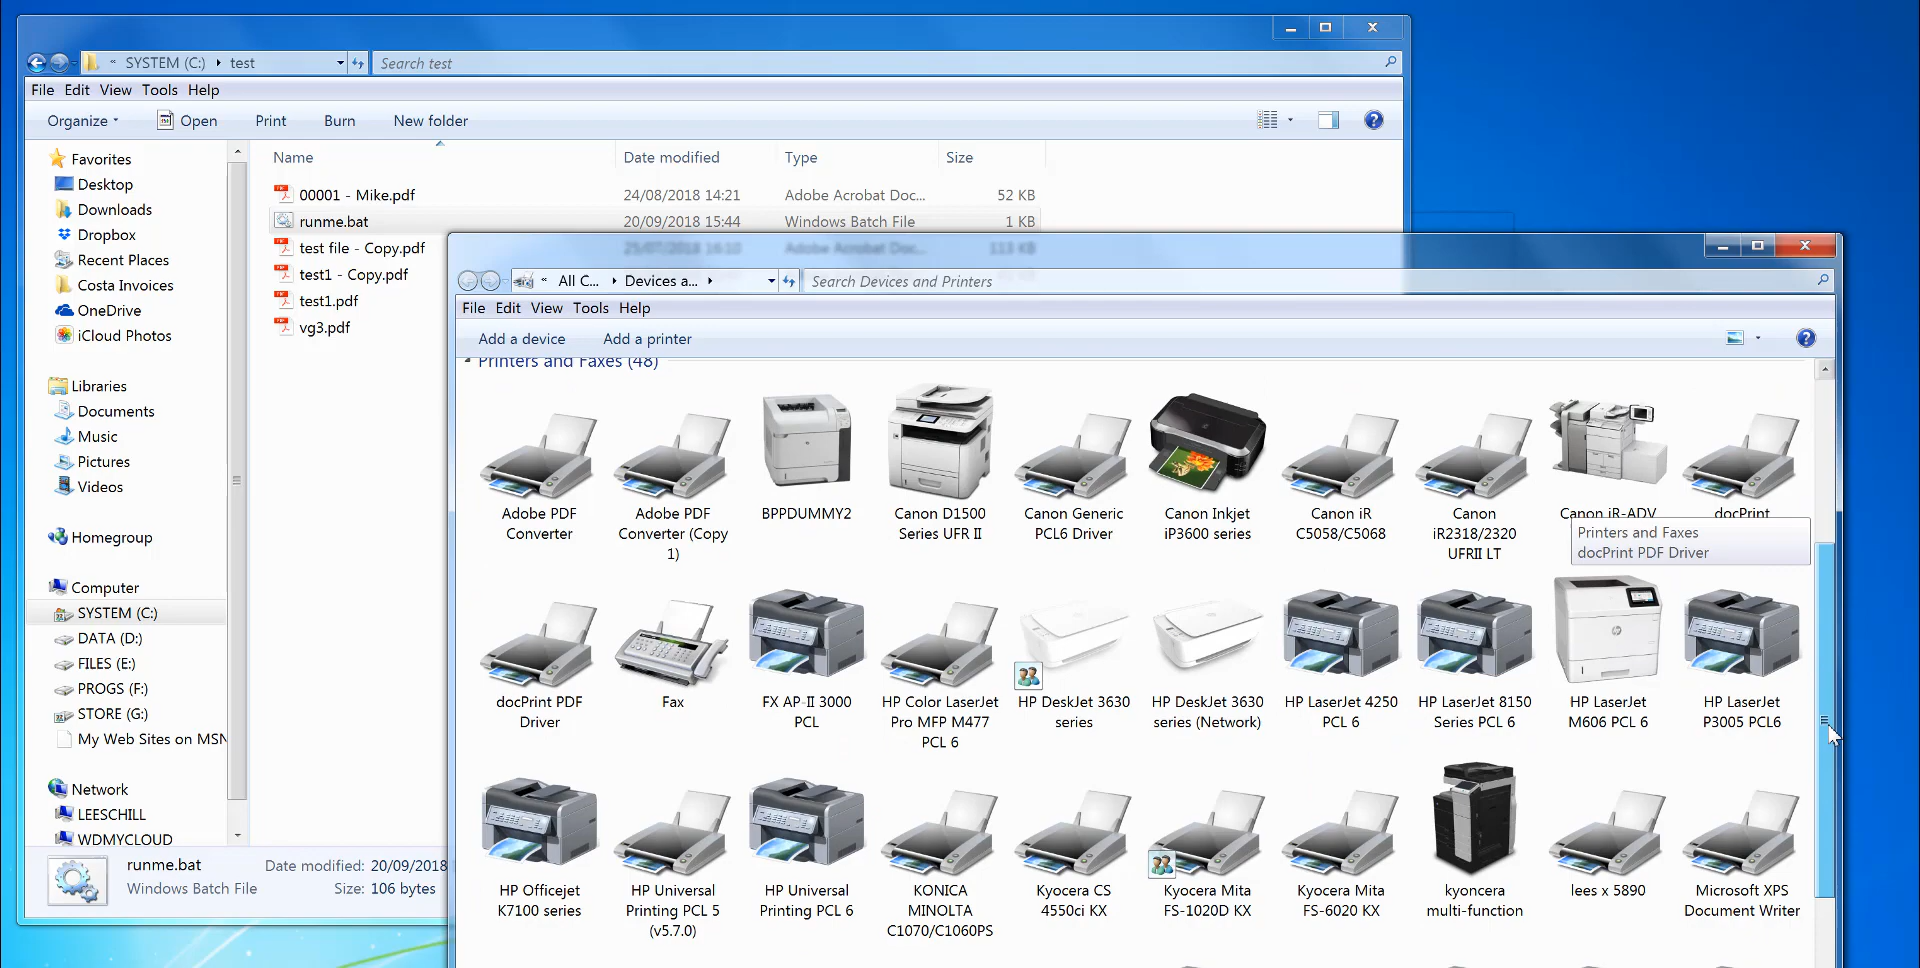 « SYSTEM (C:) test
Search test
File Edit View Tools Help
Organize Open Print Burn New folder
Name Date modified Type Size
00001 - Mike.pdf 24/08/2018 14:21 Adobe Acrobat Doc... 52 KB
runme.bat 20/09/2018 15:44 Windows Batch File 1 KB
test file - Copy.pdf 25/07/2018 16:10 Adobe Acrobat Doc... 113 KB
test1 - Copy.pdf
test1.pdf
vg3.pdf
Favorites
Desktop
Downloads
Dropbox
Recent Places
Costa Invoices
OneDrive
iCloud Photos
Libraries
Documents
Music
Pictures
Videos
Homegroup
Computer
SYSTEM (C:)
DATA (D:)
FILES (E:)
PROGS (F:)
STORE (G:)
My Web Sites on MSN
Network
LEESCHILL
WDMYCLOUD
runme.bat Date modified: 20/09/2018
Windows Batch File Size: 106 bytes
« All C... Devices a...
Search Devices and Printers
File Edit View Tools Help
Add a device Add a printer
Printers and Faxes (48)
Adobe PDF
Converter
Adobe PDF
Converter (Copy
1)
BPPDUMMY2
Canon D1500
Series UFR II
Canon Generic
PCL6 Driver
Canon Inkjet
iP3600 series
Canon iR
C5058/C5068
Canon
iR2318/2320
UFRII LT
Canon iR-ADV
docPrint
Printers and Faxes
docPrint PDF Driver
docPrint PDF
Driver
Fax
FX AP-II 3000
PCL
HP Color LaserJet
Pro MFP M477
PCL 6
HP DeskJet 3630
series
HP DeskJet 3630
series (Network)
HP LaserJet 4250
PCL 6
HP LaserJet 8150
Series PCL 6
HP LaserJet
M606 PCL 6
HP LaserJet
P3005 PCL6
HP Officejet
K7100 series
HP Universal
Printing PCL 5
(v5.7.0)
HP Universal
Printing PCL 6
KONICA
MINOLTA
C1070/C1060PS
Kyocera CS
4550ci KX
Kyocera Mita
FS-1020D KX
Kyocera Mita
FS-6020 KX
kyoncera
multi-function
lees x 5890
Microsoft XPS
Document Writer